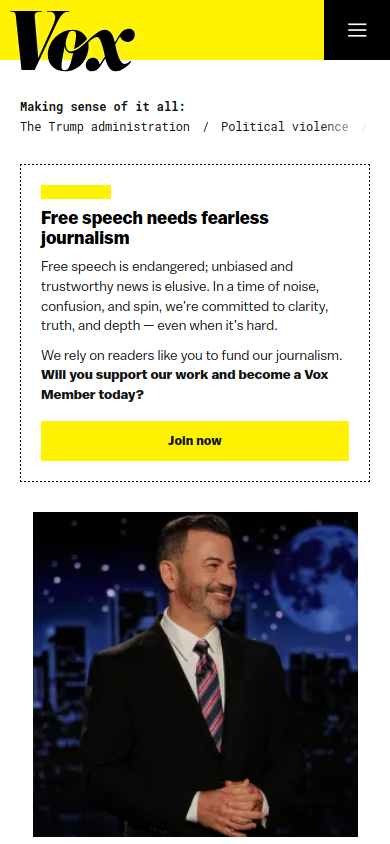 Vox
Making sense of it all:
The Trump administration / Political violence /
Free speech needs fearless
journalism
Free speech is endangered; unbiased and
trustworthy news is elusive. In a time of noise,
confusion, and spin, we're committed to clarity,
truth, and depth — even when it's hard.
We rely on readers like you to fund our journalism.
Will you support our work and become a Vox
Member today?
Join now